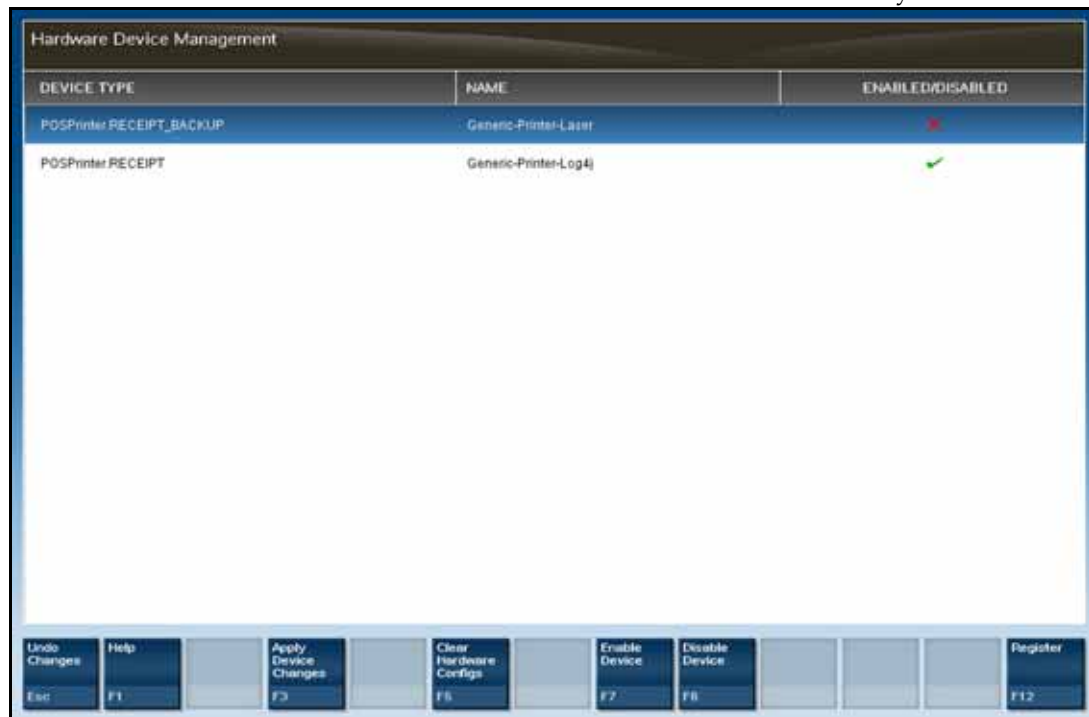 Hardware Device Management
DEVICE TYPE NAME ENABLED/DISABLED
POSPrinter.RECEIPT_BACKUP Generic-Printer-Laser
POSPrinter.RECEIPT Generic-Printer-Log4j
Undo Changes Esc
Help F1
Apply Device Changes F3
Clear Hardware Configs
Enable Device F7
Disable Device F8
Register F12